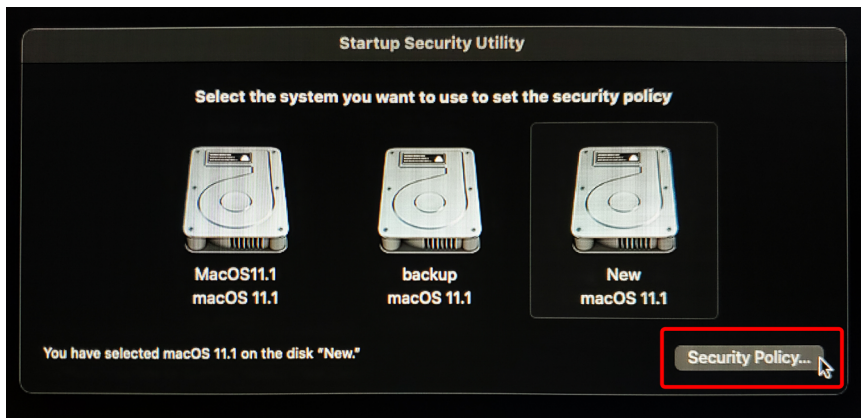 Startup Security Utility
Select the system you want to use to set the security policy
MacOS11.1
macOS 11.1
backup
macOS 11.1
New
macOS 11.1
You have selected macOS 11.1 on the disk "New."
Security Policy...